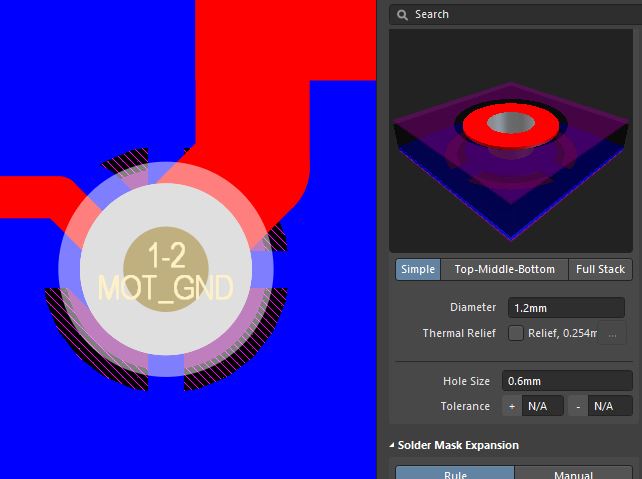 Search
1-2
MOT_GND
Simple
Top-Middle-Bottom
Full Stack
Diameter
1.2mm
Thermal Relief
Relief, 0.254m
...
Hole Size
0.6mm
Tolerance
+
N/A
-
N/A
Solder Mask Expansion
Rule
Manual